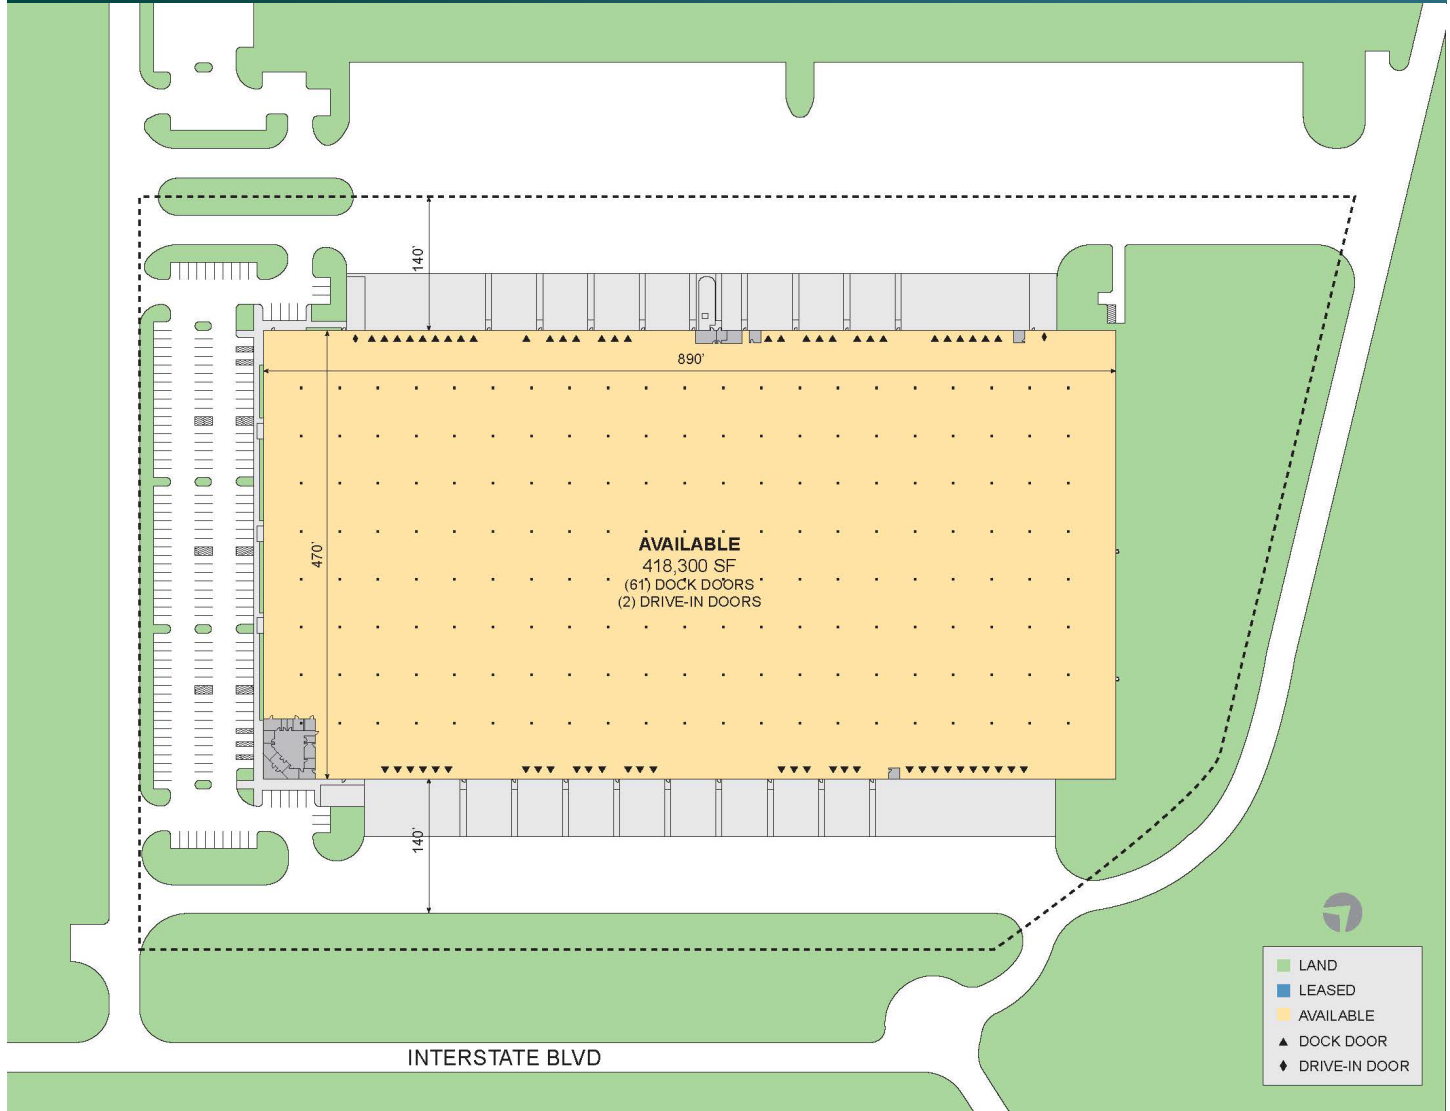 140'
890'
470'
AVAILABLE
418,300 SF
(61) DOCK DOORS
(2) DRIVE-IN DOORS
140'
LAND
LEASED
AVAILABLE
DOCK DOOR
DRIVE-IN DOOR
INTERSTATE BLVD